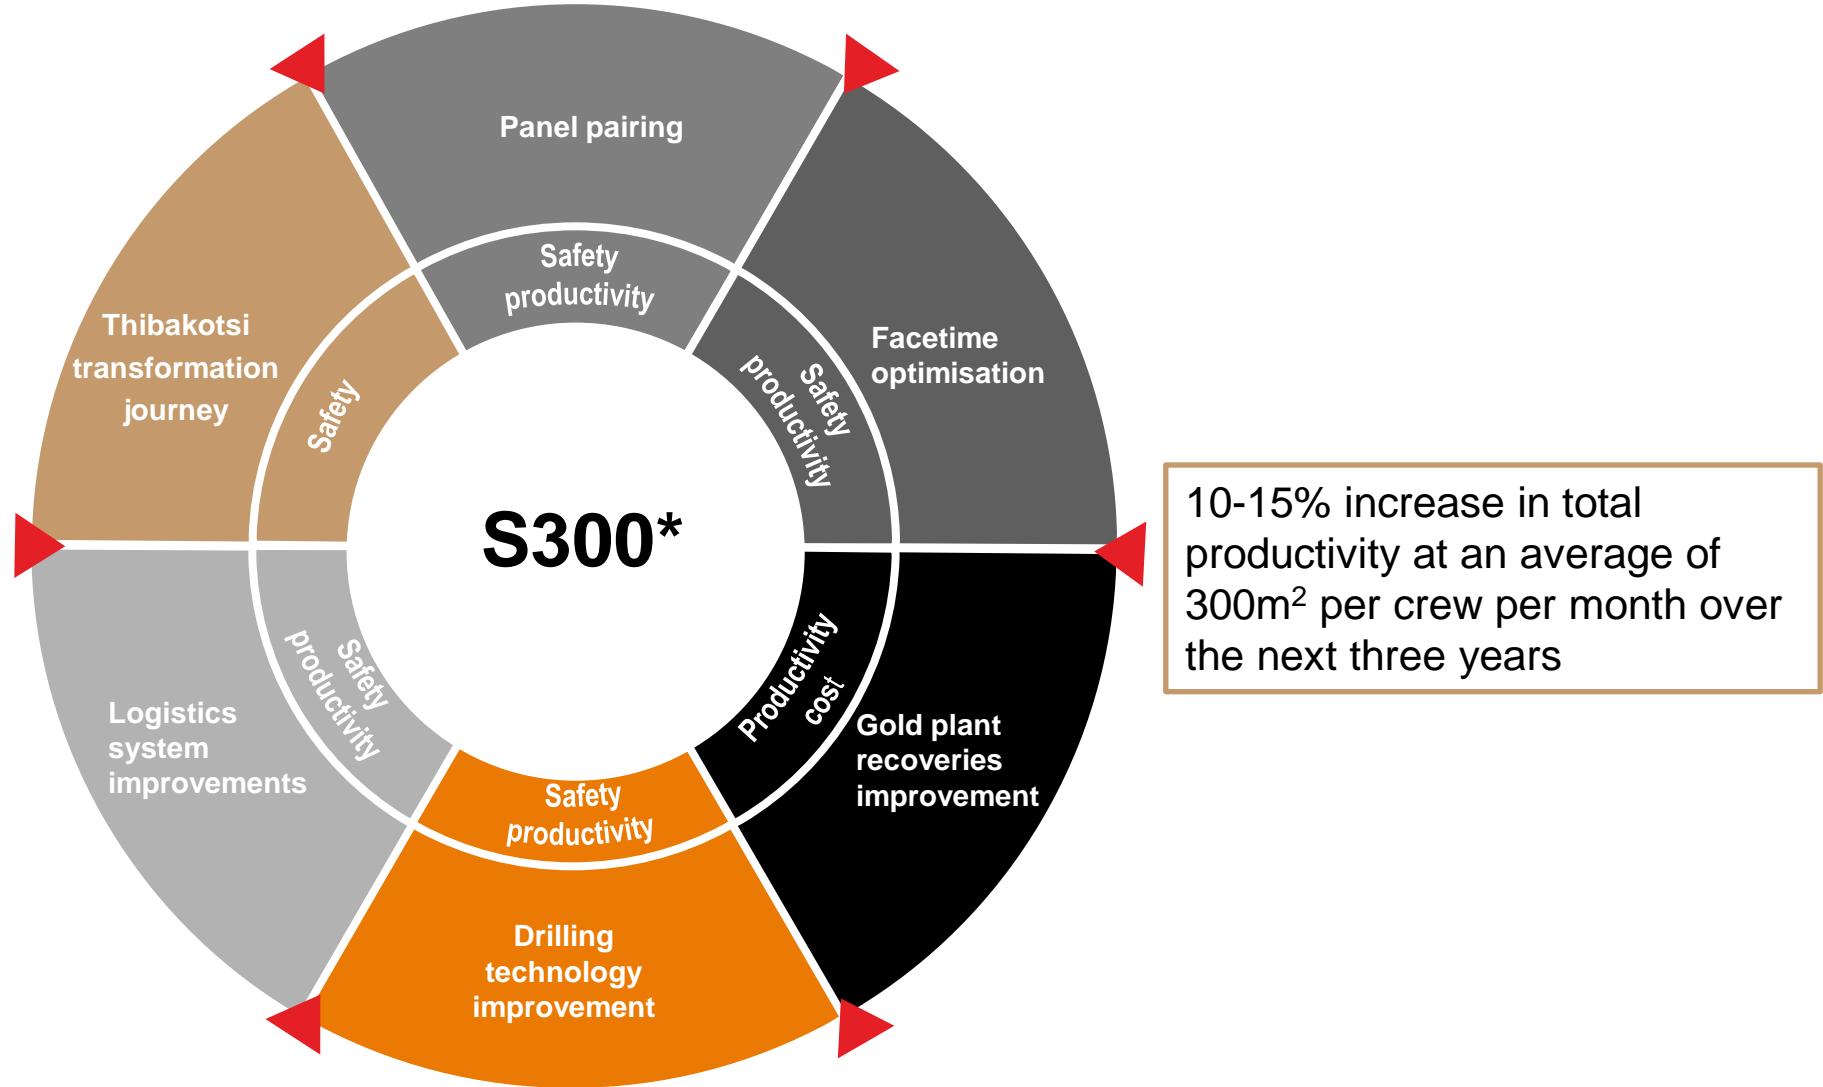 Panel pairing
Safety
productivity
Facetime
optimisation
Safety
productivity
Thibakotsi
transformation
journey
Safety
S300*
10-15% increase in total
productivity at an average of
300m² per crew per month over
the next three years
Productivity
cost
Gold plant
recoveries
improvement
Safety
productivity
Logistics
system
improvements
Safety
productivity
Drilling
technology
improvement